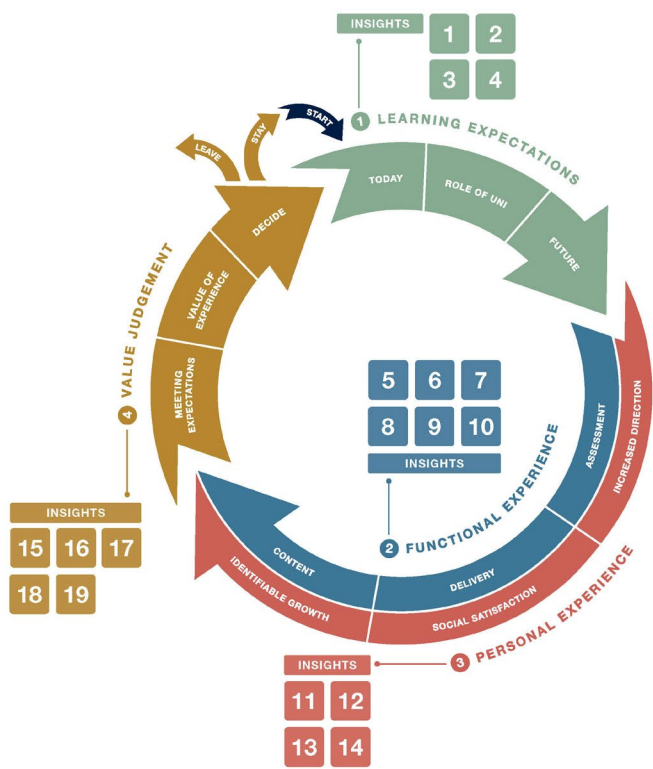 INSIGHTS
1 2
3 4
1 LEARNING EXPECTATIONS
START
STAY
LEAVE
TODAY
ROLE OF UNI
FUTURE
DECIDE
VALUE OF
EXPERIENCE
MEETING
EXPECTATIONS
4 VALUE JUDGEMENT
INSIGHTS
15 16 17
18 19
5 6 7
8 9 10
INSIGHTS
2 FUNCTIONAL EXPERIENCE
ASSESSMENT
DELIVERY
CONTENT
INCREASED DIRECTION
SOCIAL SATISFACTION
IDENTIFIABLE GROWTH
3 PERSONAL EXPERIENCE
INSIGHTS
11 12
13 14